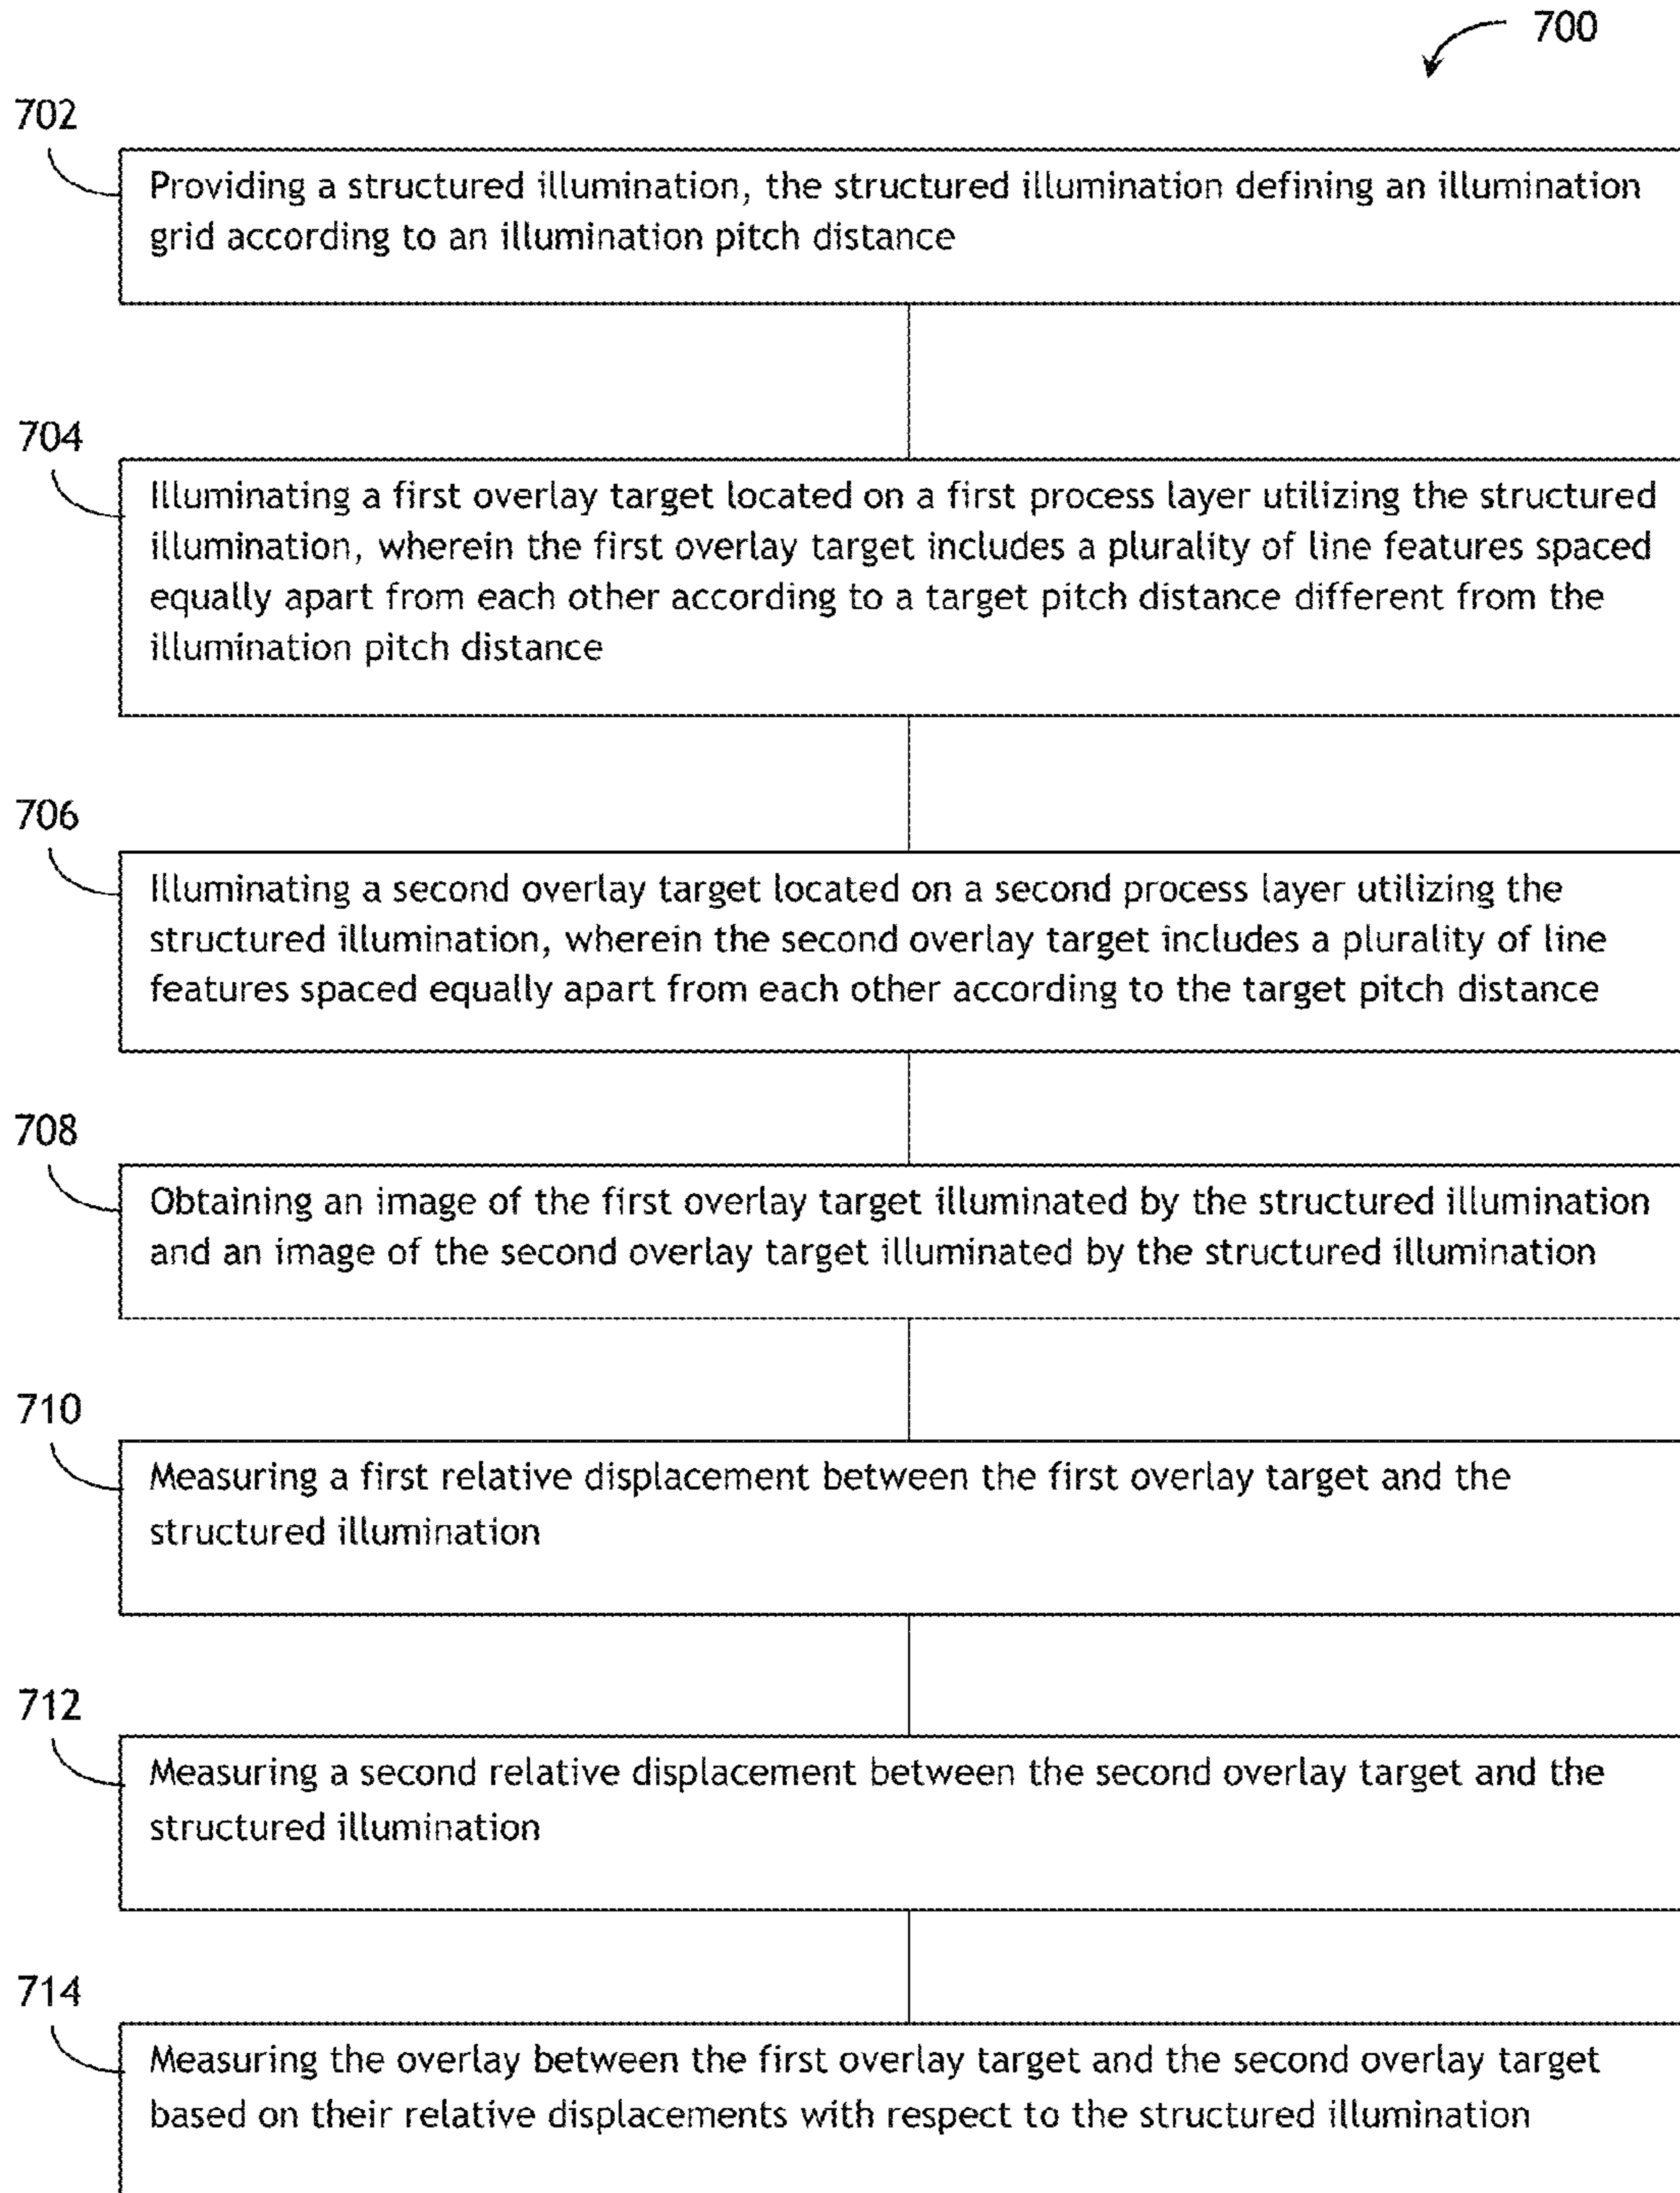 700
702
Providing a structured illumination, the structured illumination defining an illumination
grid according to an illumination pitch distance
704
Illuminating a first overlay target located on a first process layer utilizing the structured
illumination, wherein the first overlay target includes a plurality of line features spaced
equally apart from each other according to a target pitch distance different from the
illumination pitch distance
706
Illuminating a second overlay target located on a second process layer utilizing the
structured illumination, wherein the second overlay target includes a plurality of line
features spaced equally apart from each other according to the target pitch distance
708
Obtaining an image of the first overlay target illuminated by the structured illumination
and an image of the second overlay target illuminated by the structured illumination
710
Measuring a first relative displacement between the first overlay target and the
structured illumination
712
Measuring a second relative displacement between the second overlay target and the
structured illumination
714
Measuring the overlay between the first overlay target and the second overlay target
based on their relative displacements with respect to the structured illumination